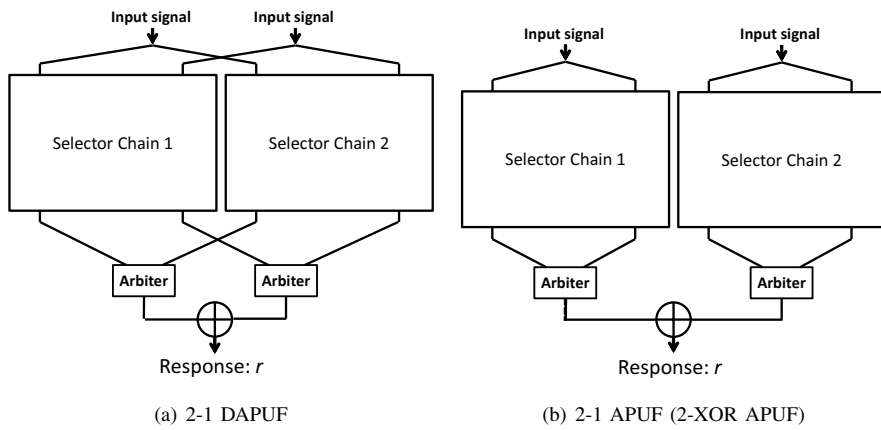 Input signal
Input signal
Selector Chain 1
Selector Chain 2
Arbiter
Arbiter
Response: r
(a) 2-1 DAPUF
Input signal
Input signal
Selector Chain 1
Selector Chain 2
Arbiter
Arbiter
Response: r
(b) 2-1 APUF (2-XOR APUF)